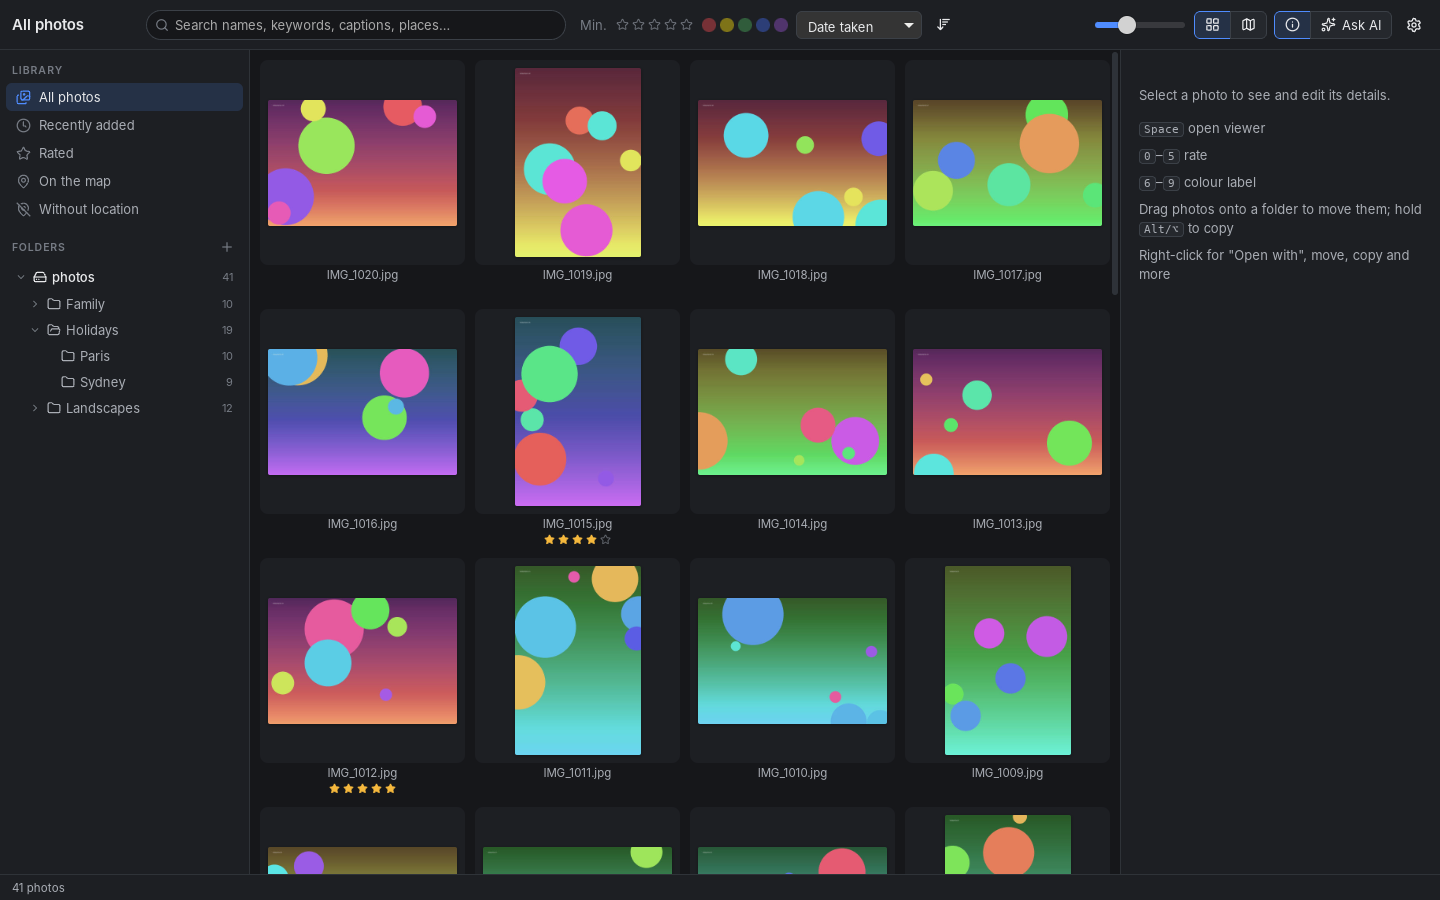 All photos
Search names, keywords, captions, places...
Min.
Date taken
Ask AI
LIBRARY
All photos
Recently added
Rated
On the map
Without location
FOLDERS
photos 41
Family 10
Holidays 19
Paris 10
Sydney 9
Landscapes 12
IMG_1020.jpg
IMG_1019.jpg
IMG_1018.jpg
IMG_1017.jpg
IMG_1016.jpg
IMG_1015.jpg
IMG_1014.jpg
IMG_1013.jpg
IMG_1012.jpg
IMG_1011.jpg
IMG_1010.jpg
IMG_1009.jpg
Select a photo to see and edit its details.
Space open viewer
0–5 rate
6–9 colour label
Drag photos onto a folder to move them; hold
Alt/⌥ to copy
Right-click for "Open with", move, copy and
more
41 photos